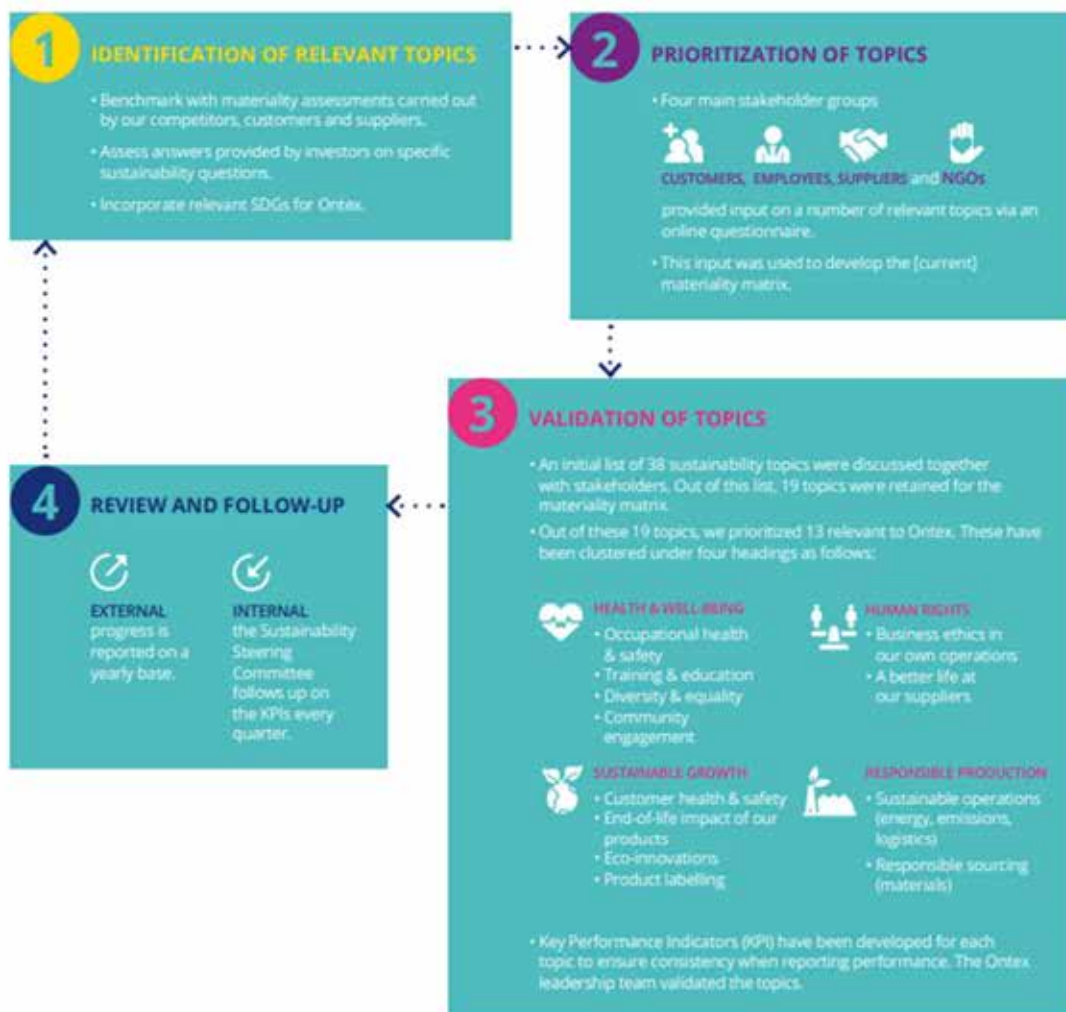 1 IDENTIFICATION OF RELEVANT TOPICS
• Benchmark with materiality assessments carried out
by our competitors, customers and suppliers.
• Assess answers provided by investors on specific
sustainability questions.
• Incorporate relevant SDGs for Ontex.
2 PRIORITIZATION OF TOPICS
• Four main stakeholder groups
CUSTOMERS, EMPLOYEES, SUPPLIERS and NGOs
provided input on a number of relevant topics via an
online questionnaire.
• This input was used to develop the [current]
materiality matrix.
3 VALIDATION OF TOPICS
• An initial list of 38 sustainability topics were discussed together
with stakeholders. Out of this list, 19 topics were retained for the
materiality matrix.
• Out of these 19 topics, we prioritized 13 relevant to Ontex. These have
been clustered under four headings as follows:
HEALTH & WELL-BEING
• Occupational health
& safety
• Training & education
• Diversity & equality
• Community
engagement
HUMAN RIGHTS
• Business ethics in
our own operations
• A better life at
our suppliers
SUSTAINABLE GROWTH
• Customer health & safety
• End-of-life impact of our
products
• Eco-innovations
• Product labelling
RESPONSIBLE PRODUCTION
• Sustainable operations
(energy, emissions,
logistics)
• Responsible sourcing
(materials)
• Key Performance Indicators (KPI) have been developed for each
topic to ensure consistency when reporting performance. The Ontex
leadership team validated the topics.
4 REVIEW AND FOLLOW-UP
EXTERNAL
progress is
reported on a
yearly base.
INTERNAL
the Sustainability
Steering
Committee
follows up on
the KPIs every
quarter.